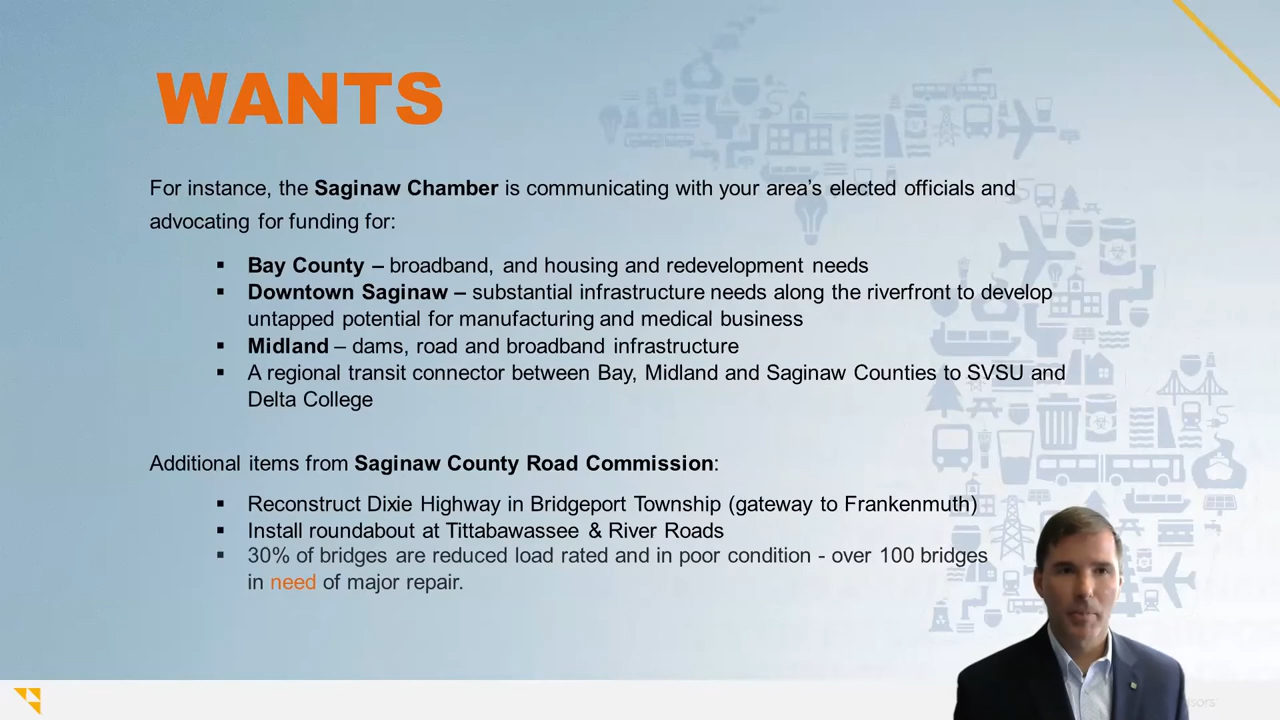 WANTS
For instance, the Saginaw Chamber is communicating with your area’s elected officials and
advocating for funding for:
▪ Bay County – broadband, and housing and redevelopment needs
▪ Downtown Saginaw – substantial infrastructure needs along the riverfront to develop
untapped potential for manufacturing and medical business
▪ Midland – dams, road and broadband infrastructure
▪ A regional transit connector between Bay, Midland and Saginaw Counties to SVSU and
Delta College
Additional items from Saginaw County Road Commission:
▪ Reconstruct Dixie Highway in Bridgeport Township (gateway to Frankenmuth)
▪ Install roundabout at Tittabawassee & River Roads
▪ 30% of bridges are reduced load rated and in poor condition - over 100 bridges
in need of major repair.